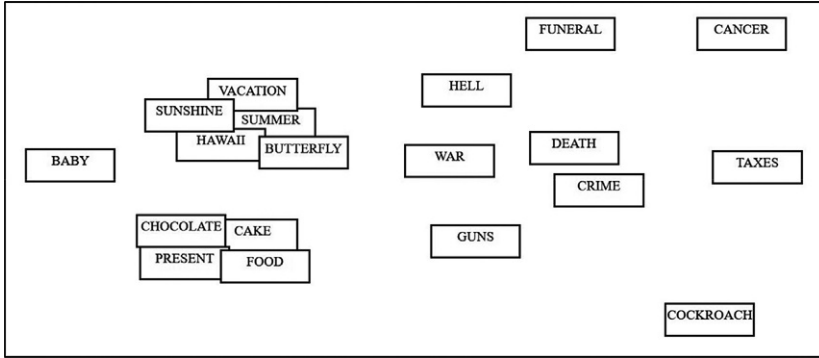 FUNERAL
CANCER
HELL
VACATION
SUNSHINE
SUMMER
HAWAII
BUTTERFLY
BABY
WAR
DEATH
TAXES
CRIME
CHOCOLATE
CAKE
PRESENT
FOOD
GUNS
COCKROACH